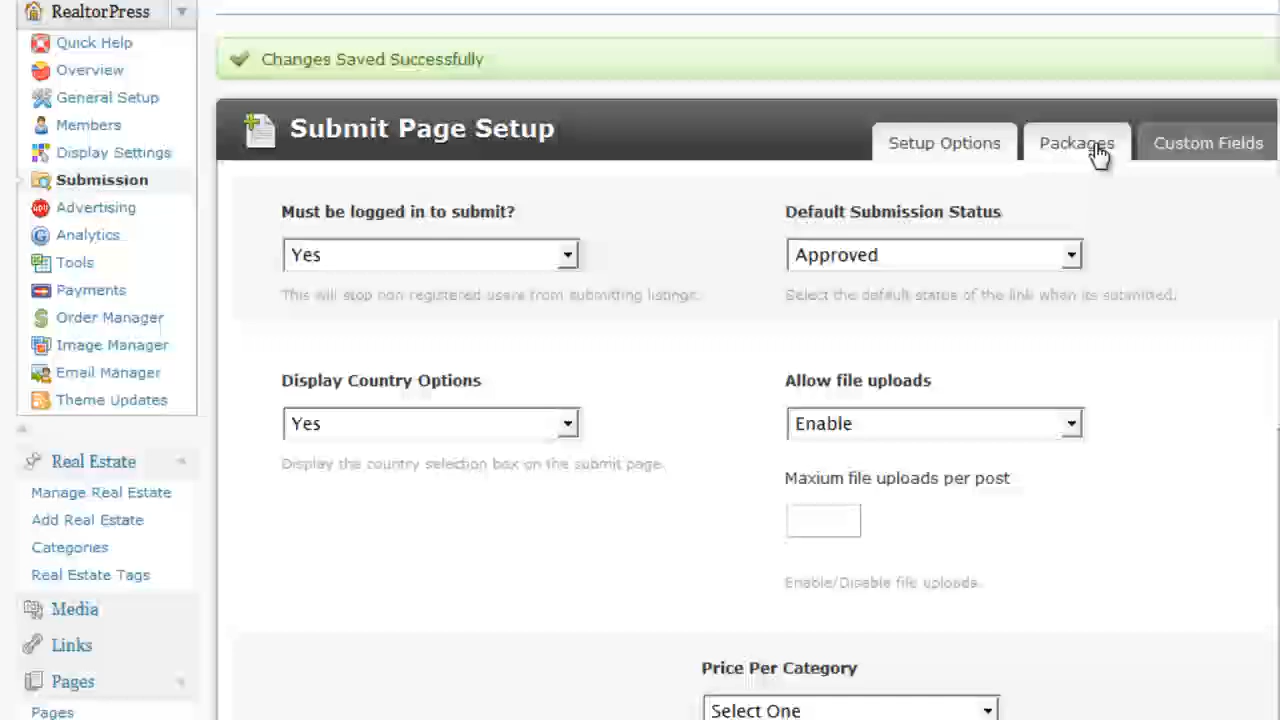 RealtorPress
Quick Help
Overview
General Setup
Members
Display Settings
Submission
Advertising
Analytics
Tools
Payments
Order Manager
Image Manager
Email Manager
Theme Updates
Real Estate
Manage Real Estate
Add Real Estate
Categories
Real Estate Tags
Media
Links
Pages
Pages
Changes Saved Successfully
Submit Page Setup
Setup Options
Packages
Custom Fields
Must be logged in to submit?
Yes
This will stop non registered users from submitting listings.
Default Submission Status
Approved
Select the default status of the link when its submitted.
Display Country Options
Yes
Display the country selection box on the submit page.
Allow file uploads
Enable
Maxium file uploads per post
Enable/Disable file uploads.
Price Per Category
Select One